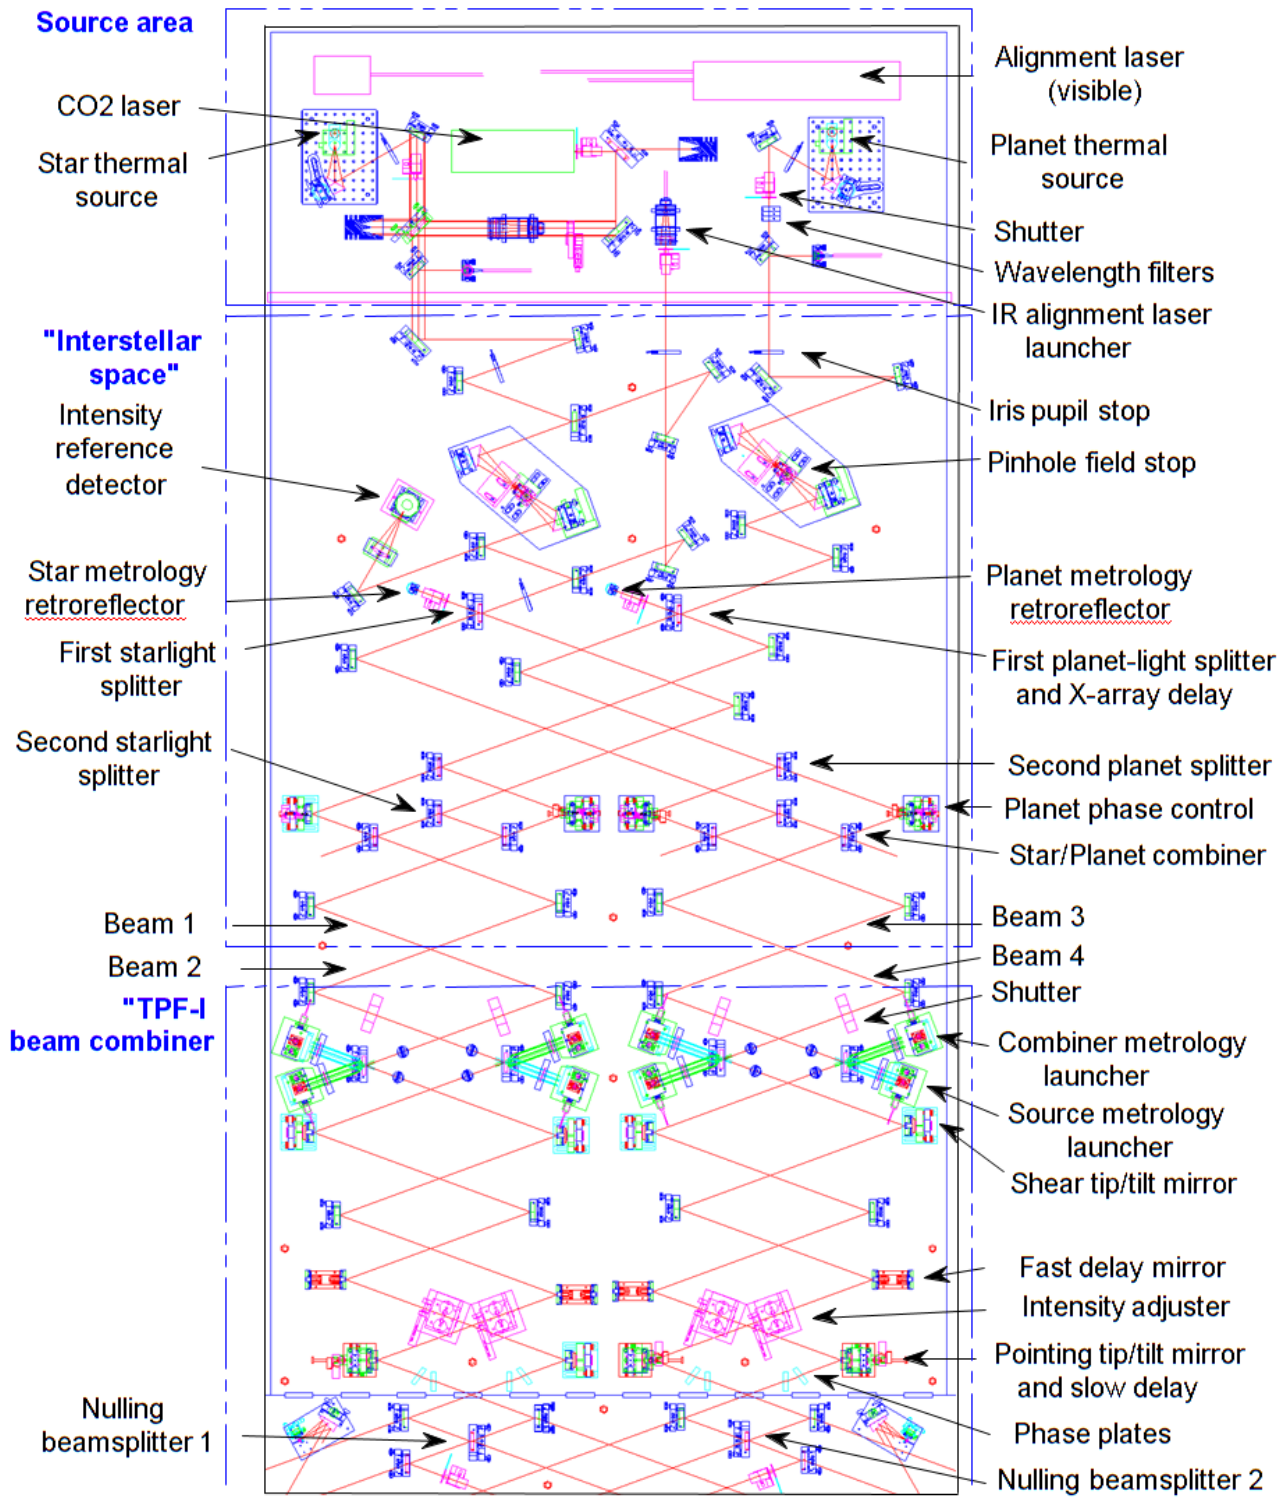 Source area
CO2 laser
Star thermal
source
"Interstellar
space"
Intensity
reference
detector
Star metrology
retroreflector
First starlight
splitter
Second starlight
splitter
Beam 1
Beam 2
"TPF-I
beam combiner
Nulling
beamsplitter 1
Alignment laser
(visible)
Planet thermal
source
Shutter
Wavelength filters
IR alignment laser
launcher
Iris pupil stop
Pinhole field stop
Planet metrology
retroreflector
First planet-light splitter
and X-array delay
Second planet splitter
Planet phase control
Star/Planet combiner
Beam 3
Beam 4
Shutter
Combiner metrology
launcher
Source metrology
launcher
Shear tip/tilt mirror
Fast delay mirror
Intensity adjuster
Pointing tip/tilt mirror
and slow delay
Phase plates
Nulling beamsplitter 2